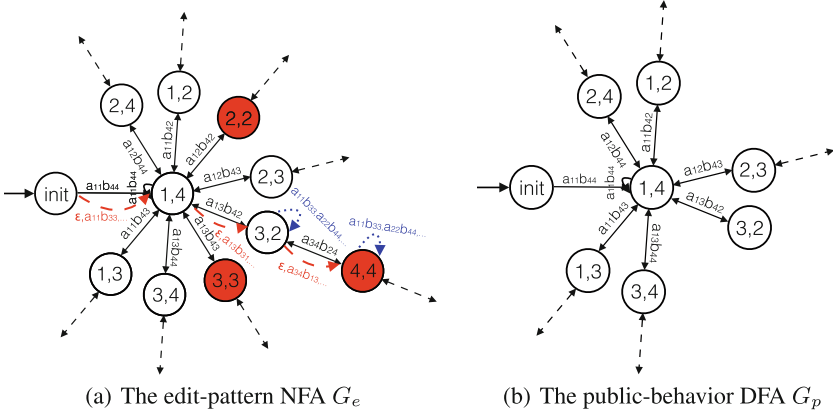 1,2
2,4
2,2
a12b44
a11b42
a12b42
2,3
a12b43
init
a11b44
a11b44
1,4
ε,a11b33,...
a13b42
a11b33,a22b44,...
3,2
a11b33,a22b44,...
a11b43
a13b44
a13b43
ε,a13b31,...
a34b24
ε,a34b13,...
4,4
1,3
3,4
3,3
(a) The edit-pattern NFA Ge
1,2
2,4
a12b44
a11b42
2,3
a12b43
init
a11b44
a11b44
1,4
a13b42
3,2
a11b43
a13b44
1,3
3,4
(b) The public-behavior DFA Gp